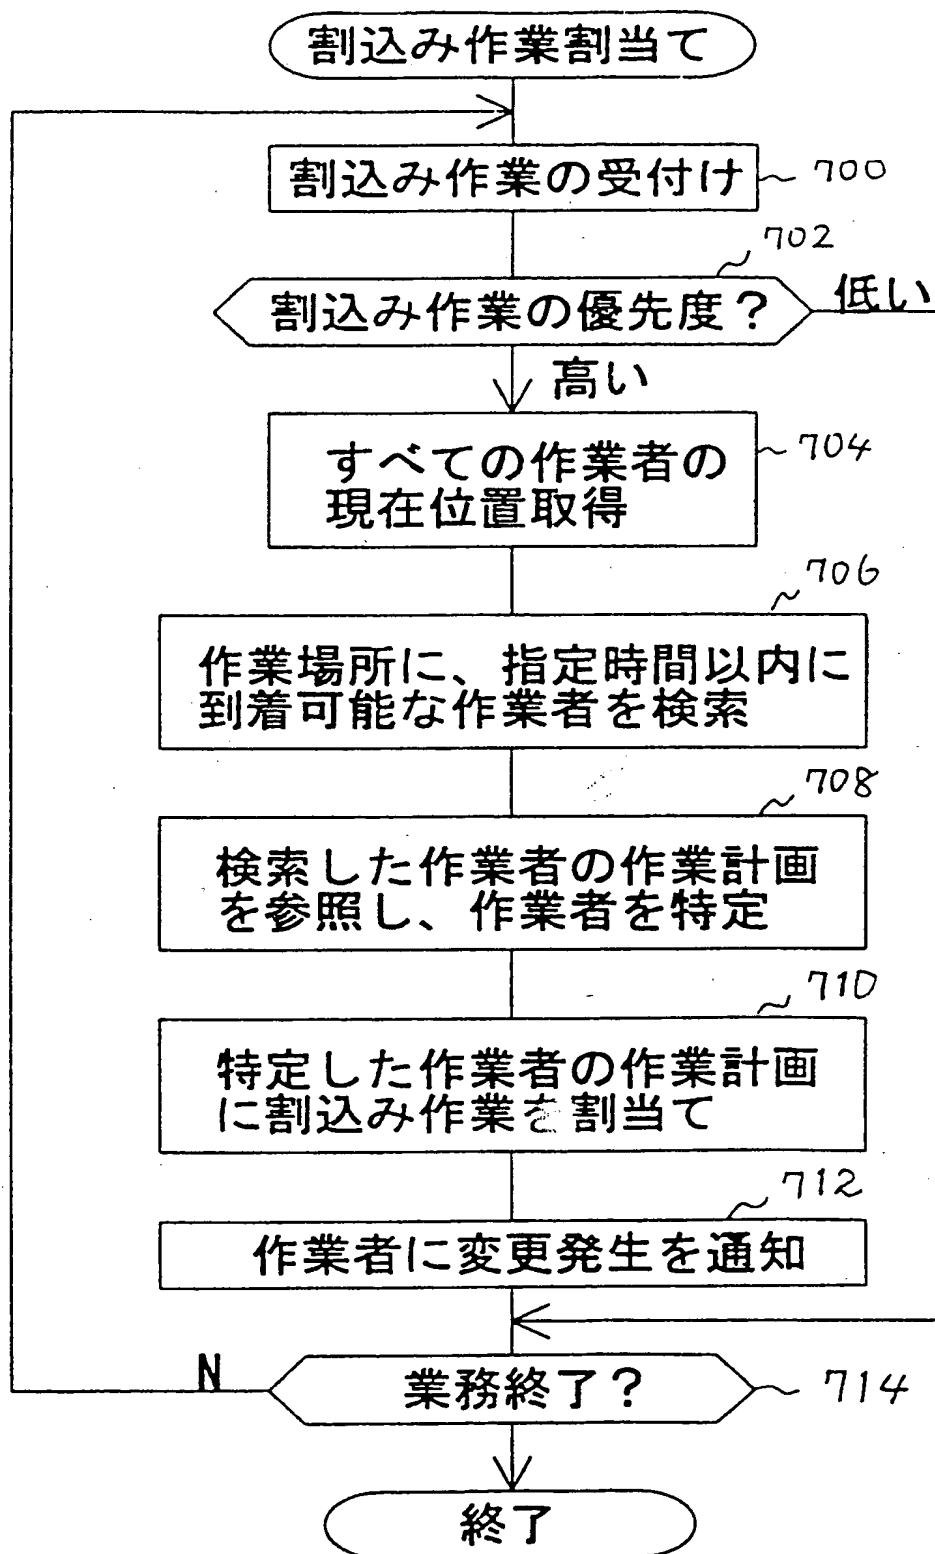 割込み作業割当て
割込み作業の受付け
700
702
割込み作業の優先度？
低い
高い
すべての作業者の
現在位置取得
704
706
作業場所に、指定時間以内に
到着可能な作業者を検索
708
検索した作業者の作業計画
を参照し、作業者を特定
710
特定した作業者の作業計画
に割込み作業を割当て
712
作業者に変更発生を通知
N
業務終了？
714
終了